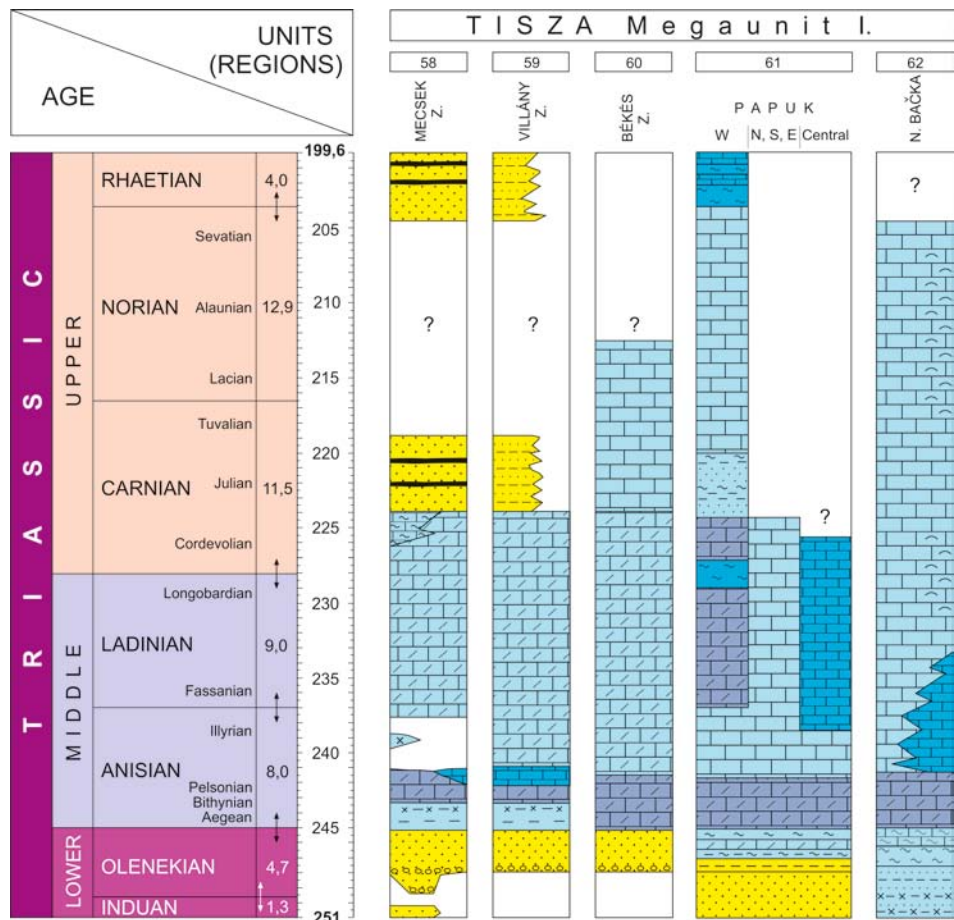 UNITS
(REGIONS)
AGE
TISZA Megaunit I.
58
59
60
61
62
MECSEK
Z.
VILLÁNY
Z.
BÉKÉS
Z.
PAPUK
W
N, S, E
Central
N. BAČKA
TRIASSIC
UPPER
MIDDLE
LOWER
RHAETIAN
4,0
NORIAN
Sevatian
Alaunian
Lacian
12,9
CARNIAN
Tuvalian
Julian
Cordevolian
11,5
LADINIAN
Longobardian
Fassanian
9,0
ANISIAN
Illyrian
Pelsonian
Bithynian
Aegean
8,0
OLENEKIAN
4,7
INDUAN
1,3
199,6
205
210
215
220
225
230
235
240
245
251
?
?
?
?
?